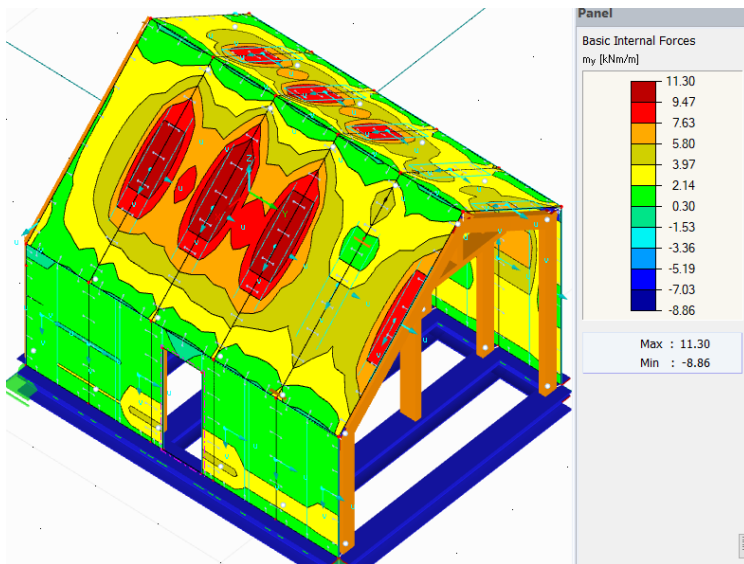 Panel
Basic Internal Forces
my [kNm/m]
11.30
9.47
7.63
5.80
3.97
2.14
0.30
-1.53
-3.36
-5.19
-7.03
-8.86
Max : 11.30
Min : -8.86
Z
u
u
u
u
u
u
u
u
u